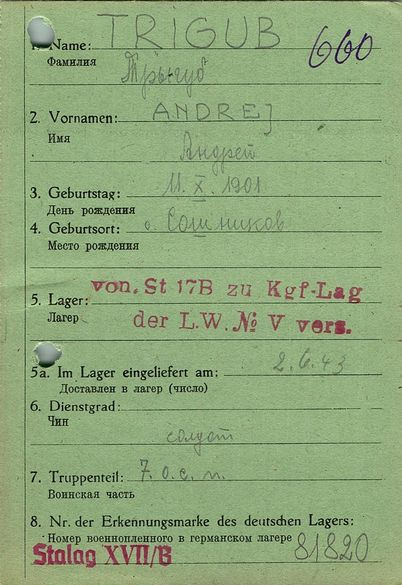 1. Name: TRIGUB 660
Фамилия
Трыгуб
2. Vornamen: ANDREJ
Имя
Андрей
3. Geburtstag: 11. X. 1901
День рождения
4. Geburtsort: с. Сошников
Место рождения
5. Lager: von. St 17B zu Kgf-Lag
Лагер der L.W. № V vers.
5a. Im Lager eingeliefert am: 2.6.43
Доставлен в лагер (число)
6. Dienstgrad:
Чин
солдат
7. Truppenteil: 7. о. с. п.
Воинская часть
8. Nr. der Erkennungsmarke des deutschen Lagers:
Номер военнопленного в германском лагере 81820
Stalag XVII/B